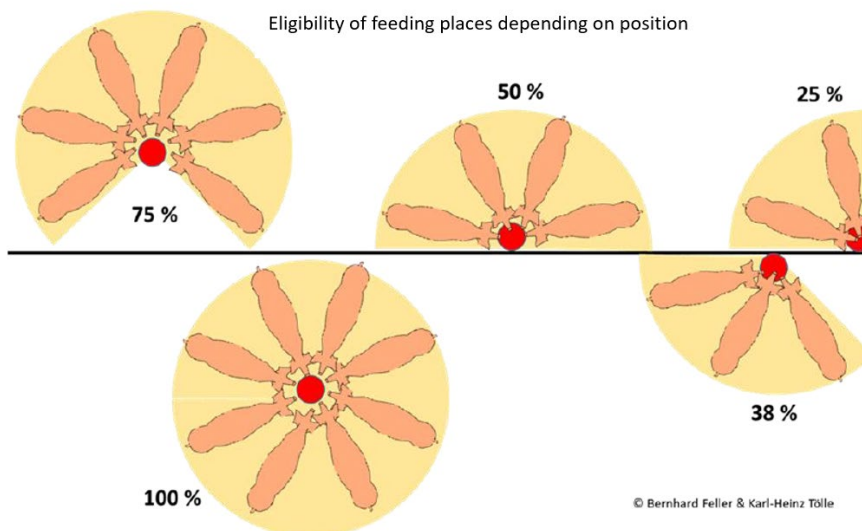 Eligibility of feeding places depending on position
50 %
25 %
75 %
38 %
100 %
© Bernhard Feller & Karl-Heinz Tölle